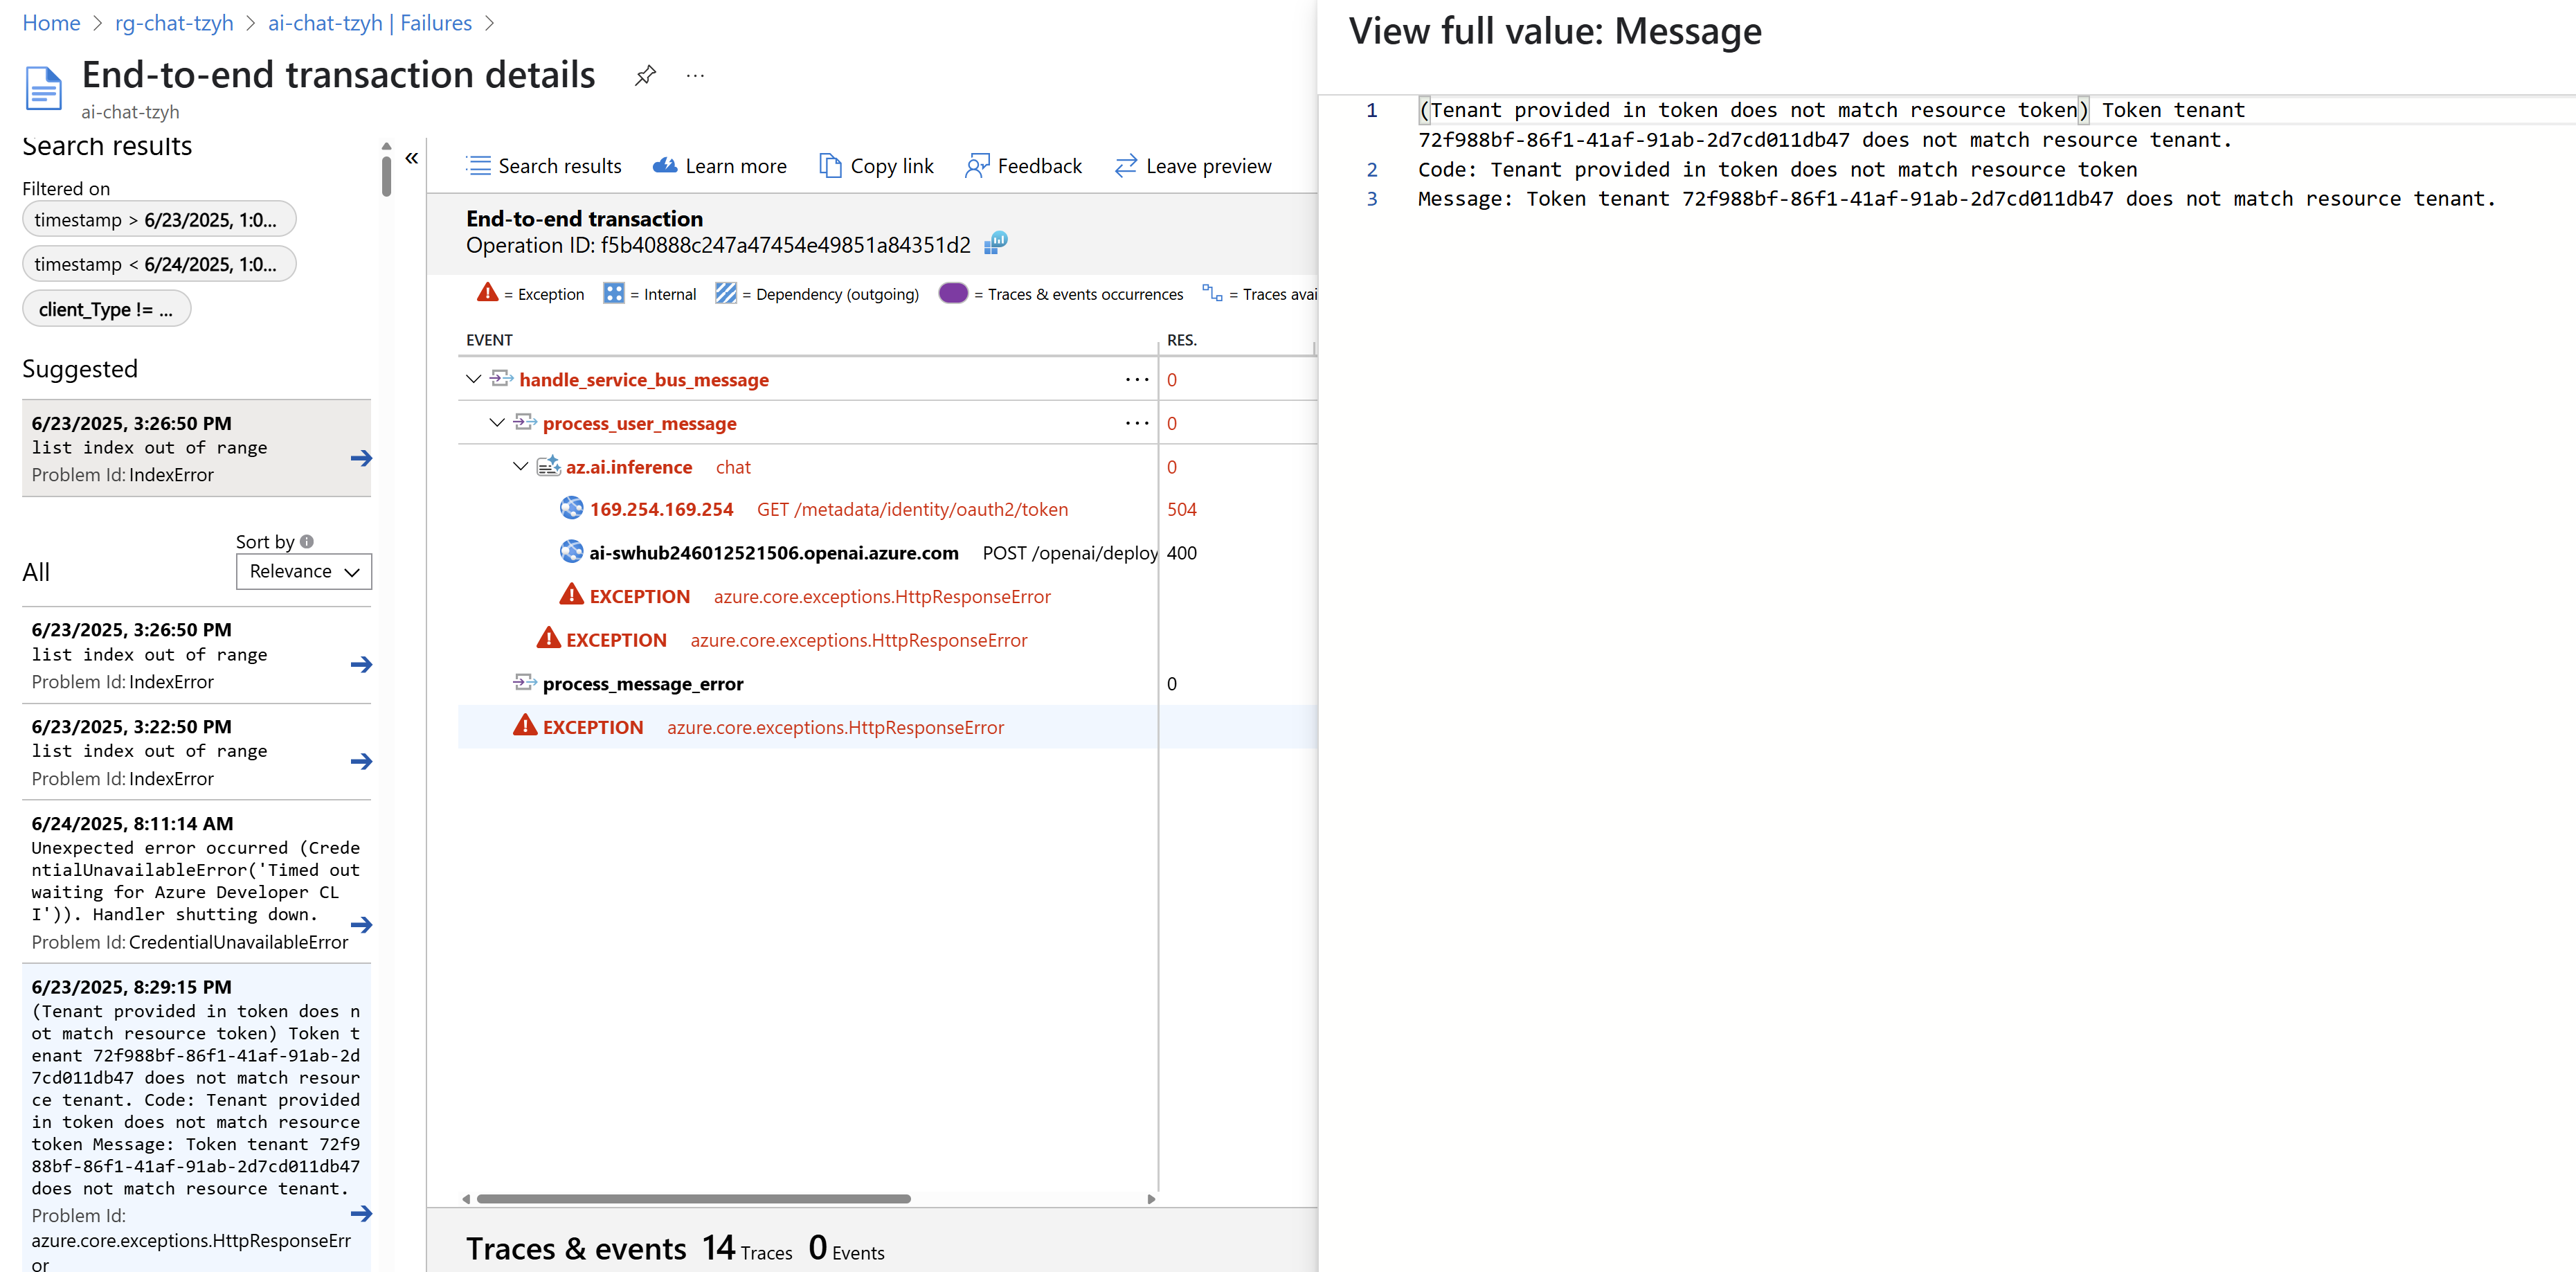 Home > rg-chat-tzyh > ai-chat-tzyh | Failures >
End-to-end transaction details
ai-chat-tzyh
Search results
Filtered on
timestamp > 6/23/2025, 1:0...
timestamp < 6/24/2025, 1:0...
client_Type != ...
Suggested
6/23/2025, 3:26:50 PM
list index out of range
Problem Id: IndexError
Sort by
All
Relevance
6/23/2025, 3:26:50 PM
list index out of range
Problem Id: IndexError
6/23/2025, 3:22:50 PM
list index out of range
Problem Id: IndexError
6/24/2025, 8:11:14 AM
Unexpected error occurred (Crede
ntialUnavailableError('Timed out
waiting for Azure Developer CL
I')). Handler shutting down.
Problem Id: CredentialUnavailableError
6/23/2025, 8:29:15 PM
(Tenant provided in token does n
ot match resource token) Token t
enant 72f988bf-86f1-41af-91ab-2d
7cd011db47 does not match resour
ce tenant. Code: Tenant provided
in token does not match resource
token Message: Token tenant 72f9
88bf-86f1-41af-91ab-2d7cd011db47
does not match resource tenant.
Problem Id:
azure.core.exceptions.HttpResponseErr
or
Search results Learn more Copy link Feedback Leave preview
End-to-end transaction
Operation ID: f5b40888c247a47454e49851a84351d2
= Exception = Internal = Dependency (outgoing) = Traces & events occurrences = Traces avai
EVENT RES.
handle_service_bus_message ... 0
process_user_message ... 0
az.ai.inference chat 0
169.254.169.254 GET /metadata/identity/oauth2/token 504
ai-swhub246012521506.openai.azure.com POST /openai/deploy 400
EXCEPTION azure.core.exceptions.HttpResponseError
EXCEPTION azure.core.exceptions.HttpResponseError
process_message_error 0
EXCEPTION azure.core.exceptions.HttpResponseError
Traces & events 14 Traces 0 Events
View full value: Message
1 (Tenant provided in token does not match resource token) Token tenant
72f988bf-86f1-41af-91ab-2d7cd011db47 does not match resource tenant.
2 Code: Tenant provided in token does not match resource token
3 Message: Token tenant 72f988bf-86f1-41af-91ab-2d7cd011db47 does not match resource tenant.